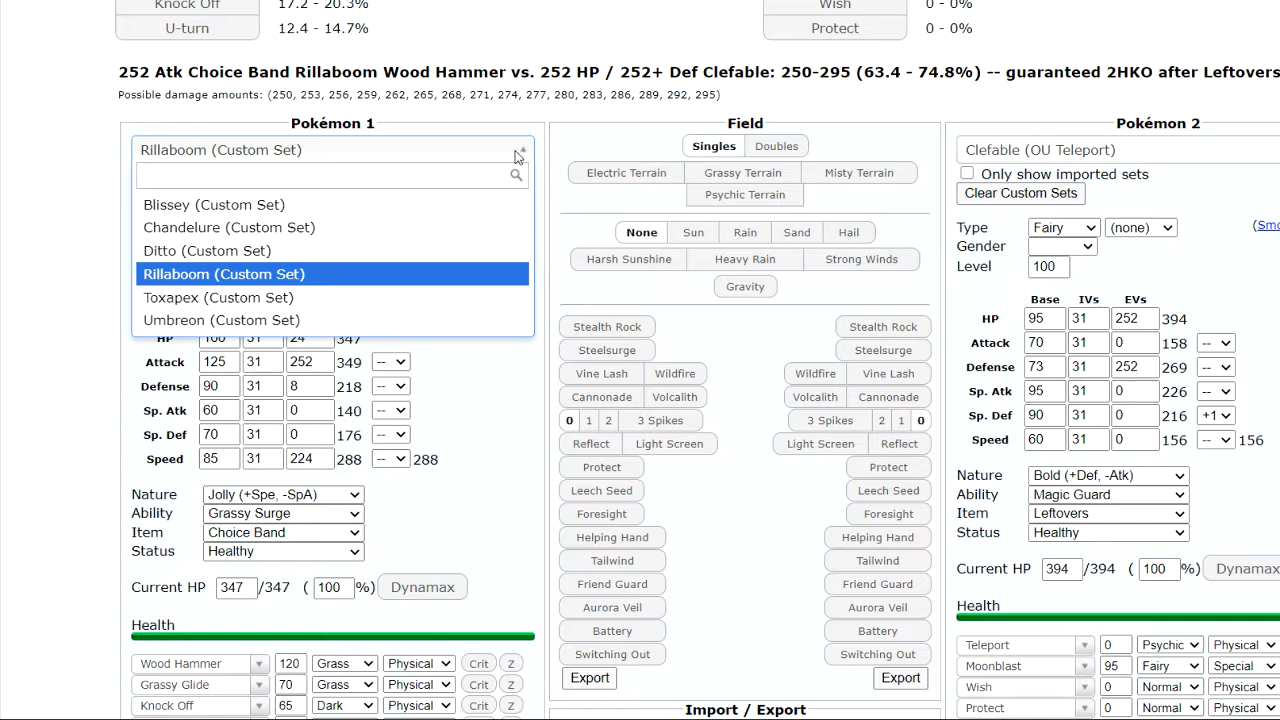 Knock Off 17.2 - 20.3% Wish 0 - 0%
U-turn 12.4 - 14.7% Protect 0 - 0%
252 Atk Choice Band Rillaboom Wood Hammer vs. 252 HP / 252+ Def Clefable: 250-295 (63.4 - 74.8%) -- guaranteed 2HKO after Leftovers
Possible damage amounts: (250, 253, 256, 259, 262, 265, 268, 271, 274, 277, 280, 283, 286, 289, 292, 295)
Pokémon 1
Rillaboom (Custom Set)
Blissey (Custom Set)
Chandelure (Custom Set)
Ditto (Custom Set)
Rillaboom (Custom Set)
Toxapex (Custom Set)
Umbreon (Custom Set)
HP 100 31 24 347
Attack 125 31 252 349 --
Defense 90 31 8 218 --
Sp. Atk 60 31 0 140 --
Sp. Def 70 31 0 176 --
Speed 85 31 224 288 -- 288
Nature Jolly (+Spe, -SpA)
Ability Grassy Surge
Item Choice Band
Status Healthy
Current HP 347 /347 ( 100 %) Dynamax
Health
Wood Hammer 120 Grass Physical Crit Z
Grassy Glide 70 Grass Physical Crit Z
Knock Off 65 Dark Physical Crit Z
Field
Singles Doubles
Electric Terrain Grassy Terrain Misty Terrain
Psychic Terrain
None Sun Rain Sand Hail
Harsh Sunshine Heavy Rain Strong Winds
Gravity
Stealth Rock Stealth Rock
Steelsurge Steelsurge
Vine Lash Wildfire Wildfire Vine Lash
Cannonade Volcalith Volcalith Cannonade
0 1 2 3 Spikes 3 Spikes 2 1 0
Reflect Light Screen Light Screen Reflect
Protect Protect
Leech Seed Leech Seed
Foresight Foresight
Helping Hand Helping Hand
Tailwind Tailwind
Friend Guard Friend Guard
Aurora Veil Aurora Veil
Battery Battery
Switching Out Switching Out
Export Export
Import / Export
Pokémon 2
Clefable (OU Teleport)
Only show imported sets
Clear Custom Sets
Type Fairy (none) (Smo
Gender
Level 100
Base IVs EVs
HP 95 31 252 394
Attack 70 31 0 158 --
Defense 73 31 252 269 --
Sp. Atk 95 31 0 226 --
Sp. Def 90 31 0 216 +1
Speed 60 31 0 156 -- 156
Nature Bold (+Def, -Atk)
Ability Magic Guard
Item Leftovers
Status Healthy
Current HP 394 /394 ( 100 %) Dynamax
Health
Teleport 0 Psychic Physical
Moonblast 95 Fairy Special
Wish 0 Normal Physical
Protect 0 Normal Physical